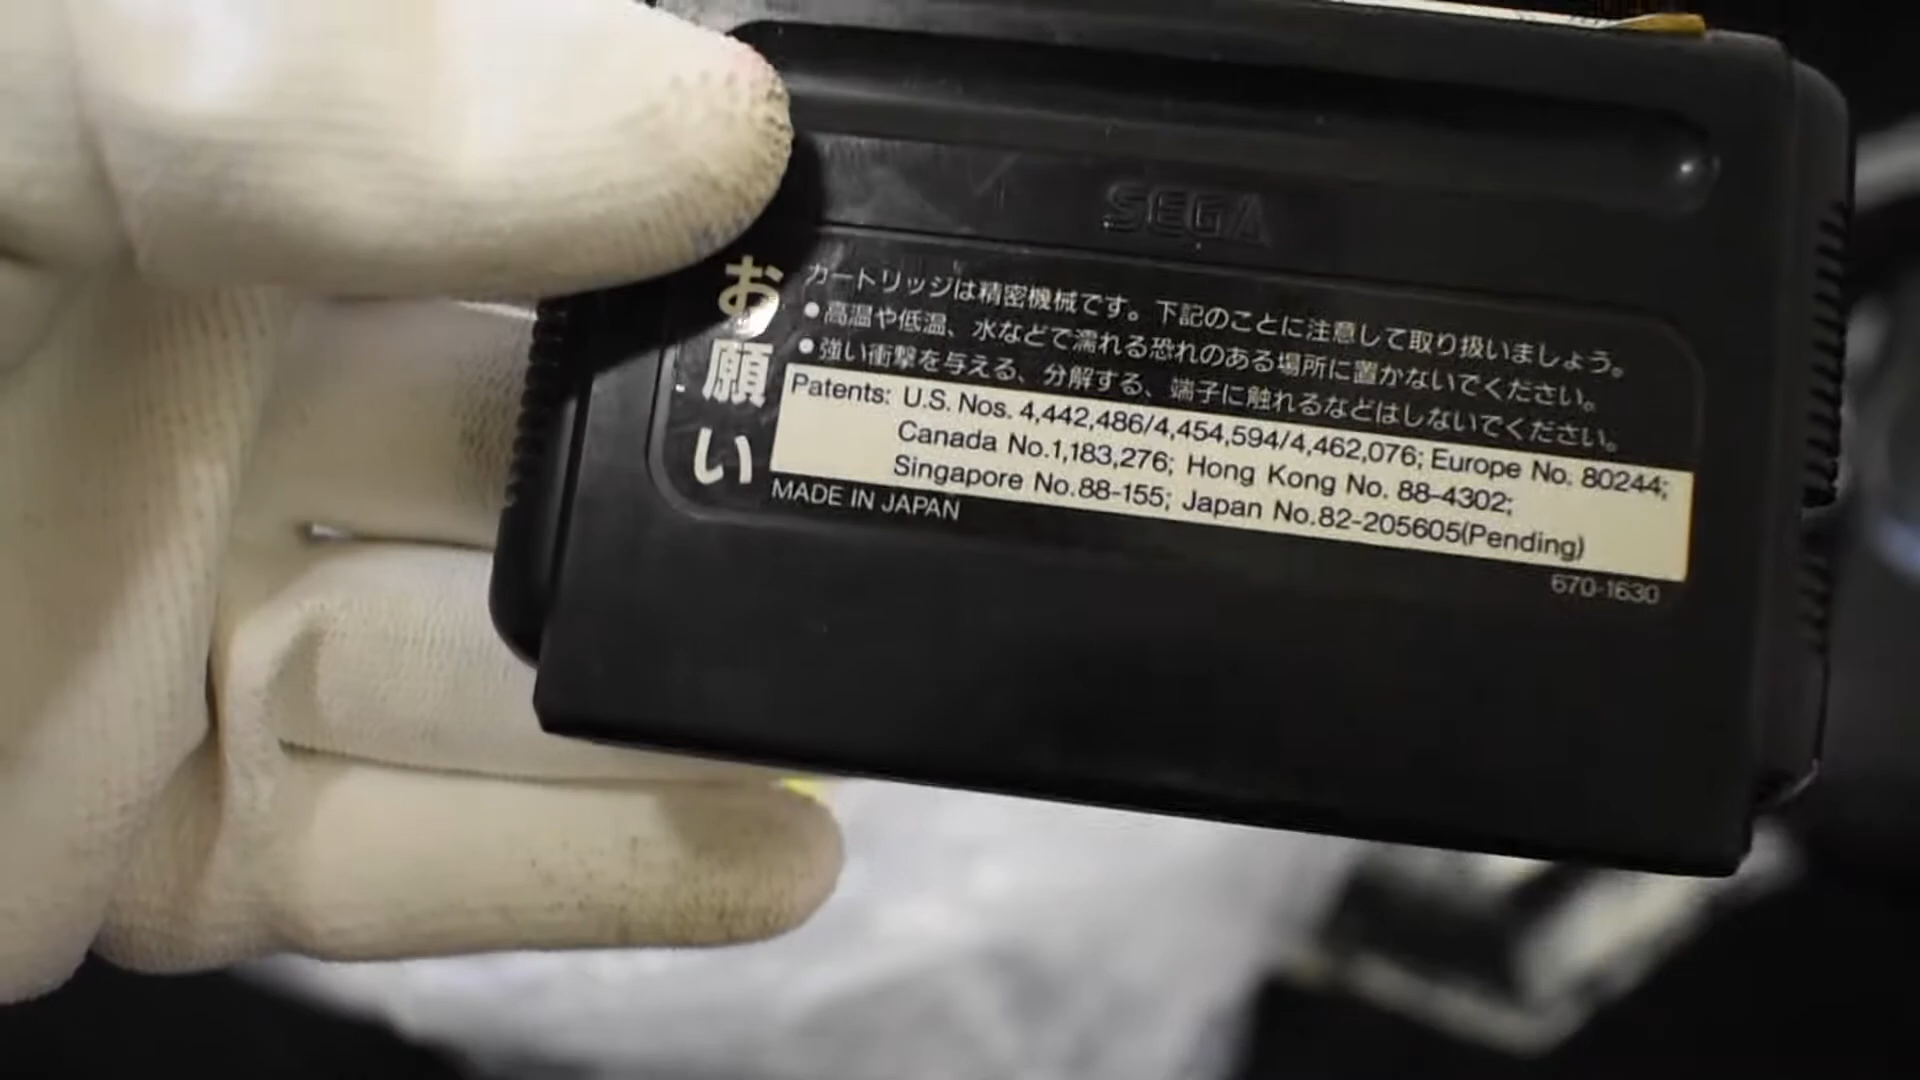 SEGA
お願い
カートリッジは精密機械です。下記のことに注意して取り扱いましょう。
●高温や低温、水などで濡れる恐れのある場所に置かないでください。
●強い衝撃を与える、分解する、端子に触れるなどはしないでください。
Patents: U.S. Nos. 4,442,486/4,454,594/4,462,076; Europe No. 80244;
Canada No.1,183,276; Hong Kong No. 88-4302;
Singapore No.88-155; Japan No.82-205605(Pending)
MADE IN JAPAN
670-1630